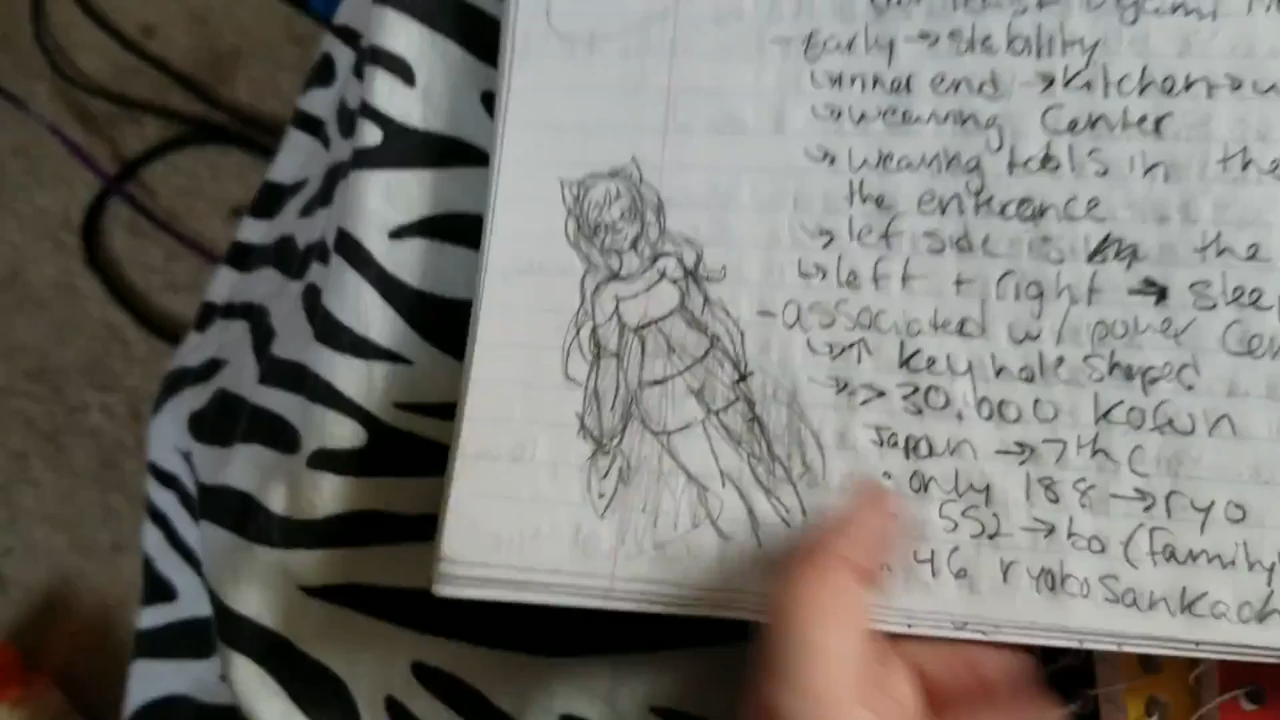 - Early → stability
↳ inner end → kitchen →
↳ weaving Center
↳ weaving tools in the
the entrance
↳ left side is the
↳ left + right → slee
- associated w/ power Cen
↳ ↑ keyhole shaped
↳ > 30,000 Kofun
Japan → 7th C
• only 188 → ryo
552 → bo (family
• 46 ryobo Sankach